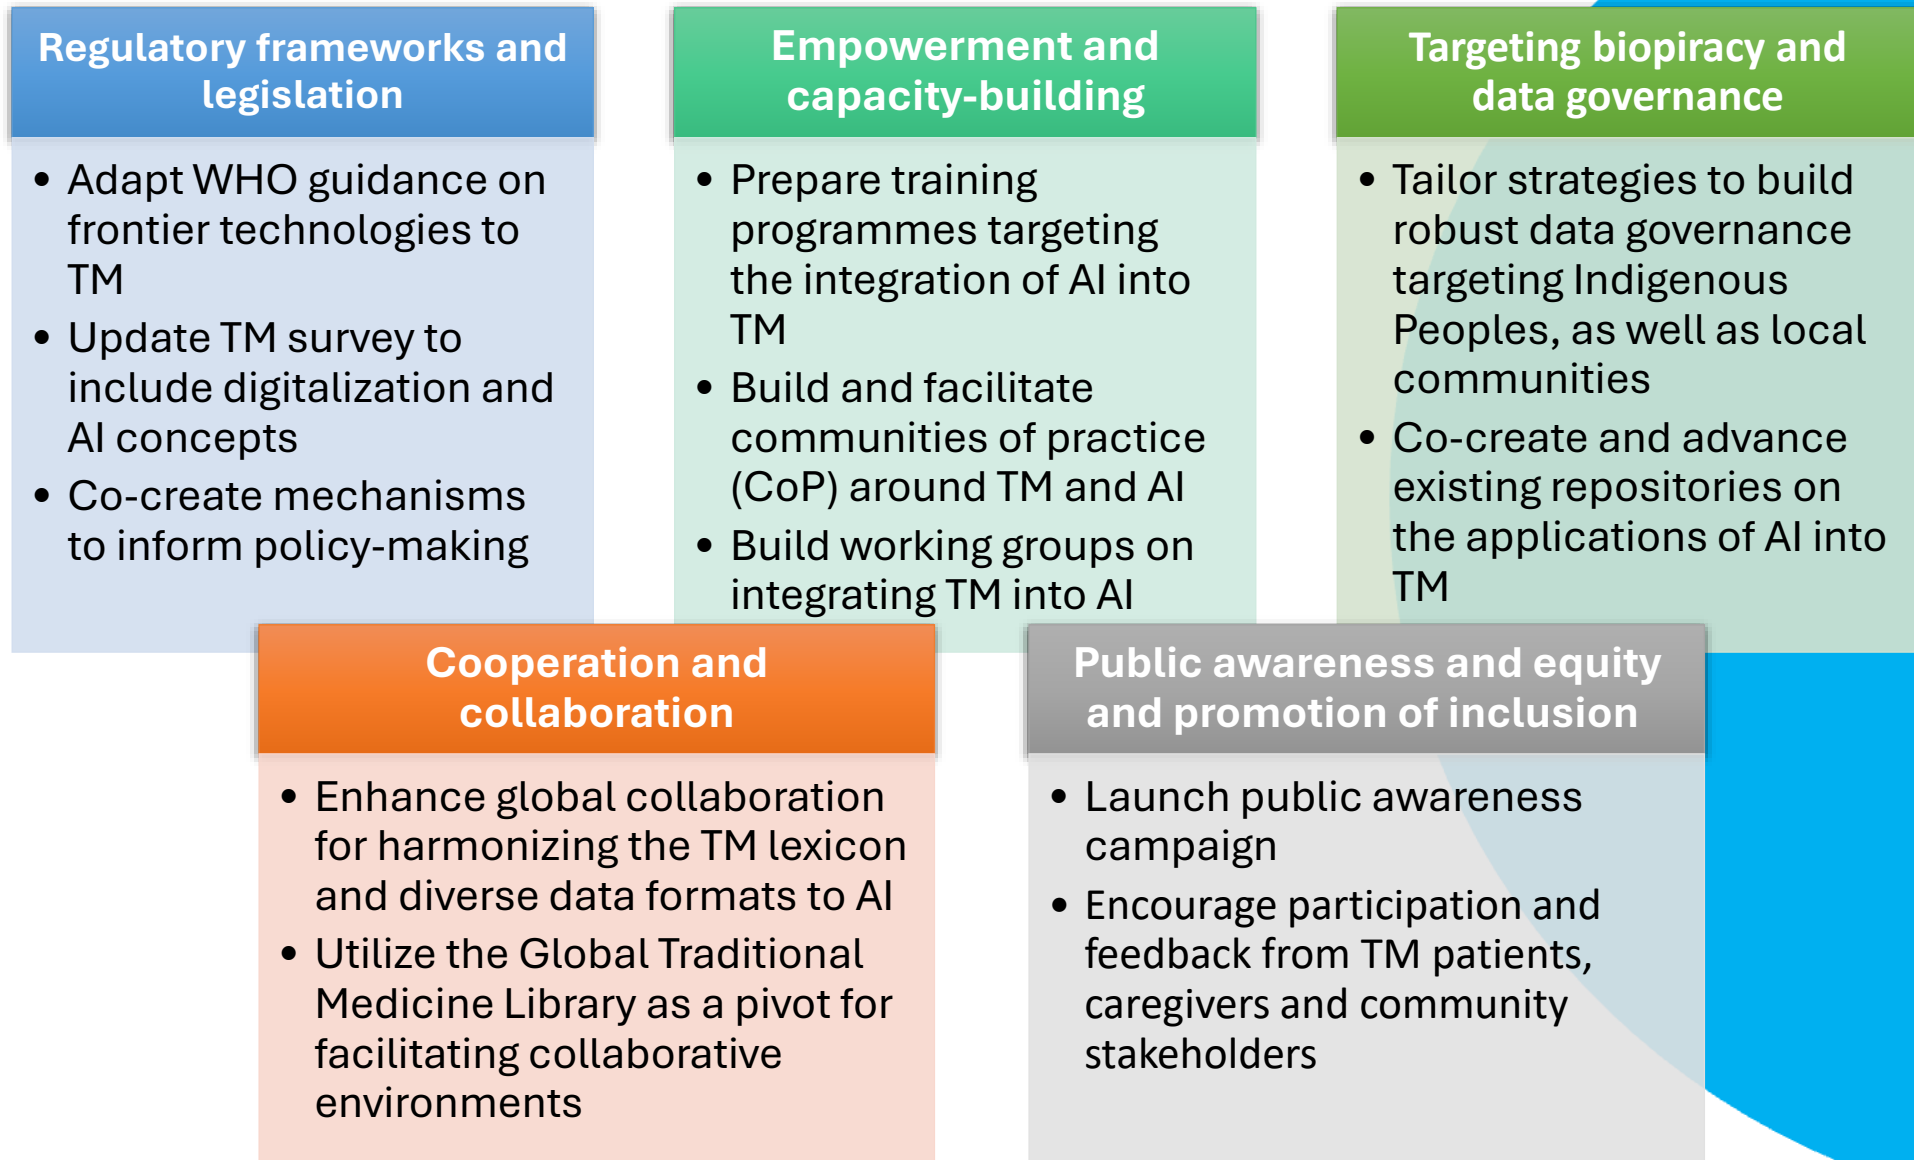 Regulatory frameworks and
legislation
• Adapt WHO guidance on
frontier technologies to
TM
• Update TM survey to
include digitalization and
AI concepts
• Co-create mechanisms
to inform policy-making
Empowerment and
capacity-building
• Prepare training
programmes targeting
the integration of AI into
TM
• Build and facilitate
communities of practice
(CoP) around TM and AI
• Build working groups on
integrating TM into AI
Targeting biopiracy and
data governance
• Tailor strategies to build
robust data governance
targeting Indigenous
Peoples, as well as local
communities
• Co-create and advance
existing repositories on
the applications of AI into
TM
Cooperation and
collaboration
• Enhance global collaboration
for harmonizing the TM lexicon
and diverse data formats to AI
• Utilize the Global Traditional
Medicine Library as a pivot for
facilitating collaborative
environments
Public awareness and equity
and promotion of inclusion
• Launch public awareness
campaign
• Encourage participation and
feedback from TM patients,
caregivers and community
stakeholders